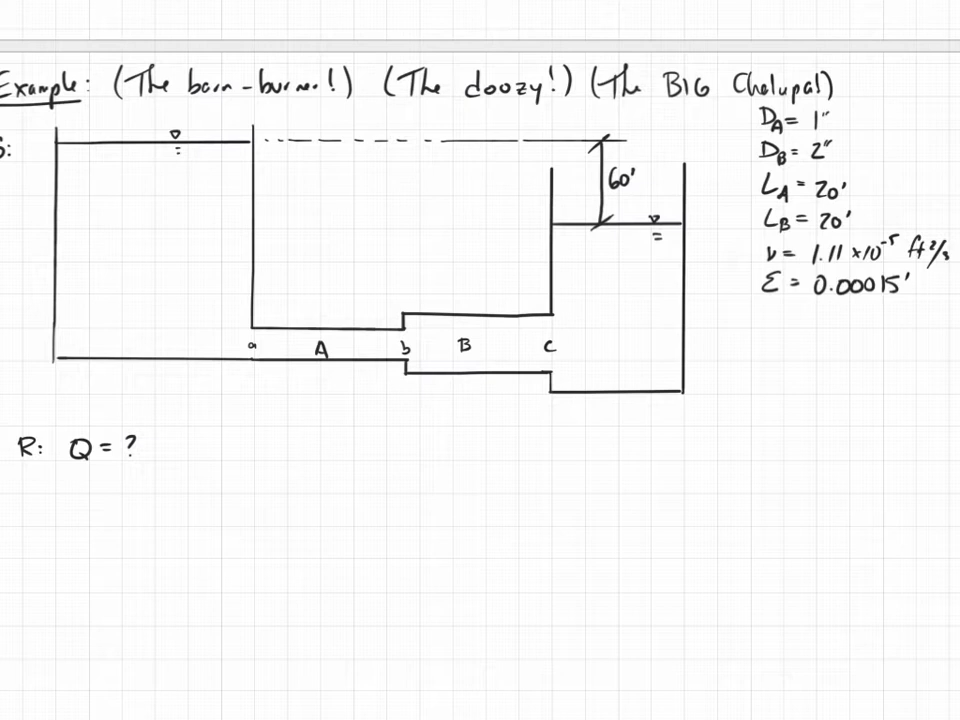 Example: (The barn-burner!) (The doozy!) (The BIG Chalupa!)
D_A = 1"
G:
D_B = 2"
60'
L_A = 20'
L_B = 20'
ν = 1.11 ×10^-5 ft²/s
ε = 0.00015'
a A b B c
R: Q = ?